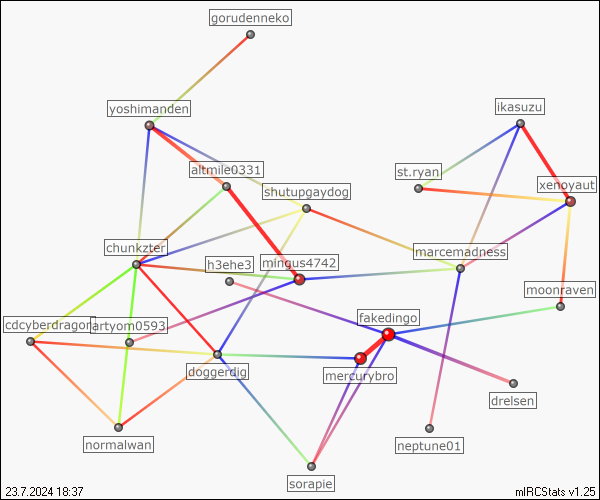 gorudenneko
yoshimanden
ikasuzu
altmile0331
st.ryan
shutupgaydog
xenoyaut
chunkzter
h3ehe3
mingus4742
marcemadness
moonraven
cdcyberdragon
artyom0593
fakedingo
doggerdig
mercurybro
drelsen
normalwan
neptune01
sorapie
23.7.2024 18:37
mIRCStats v1.25